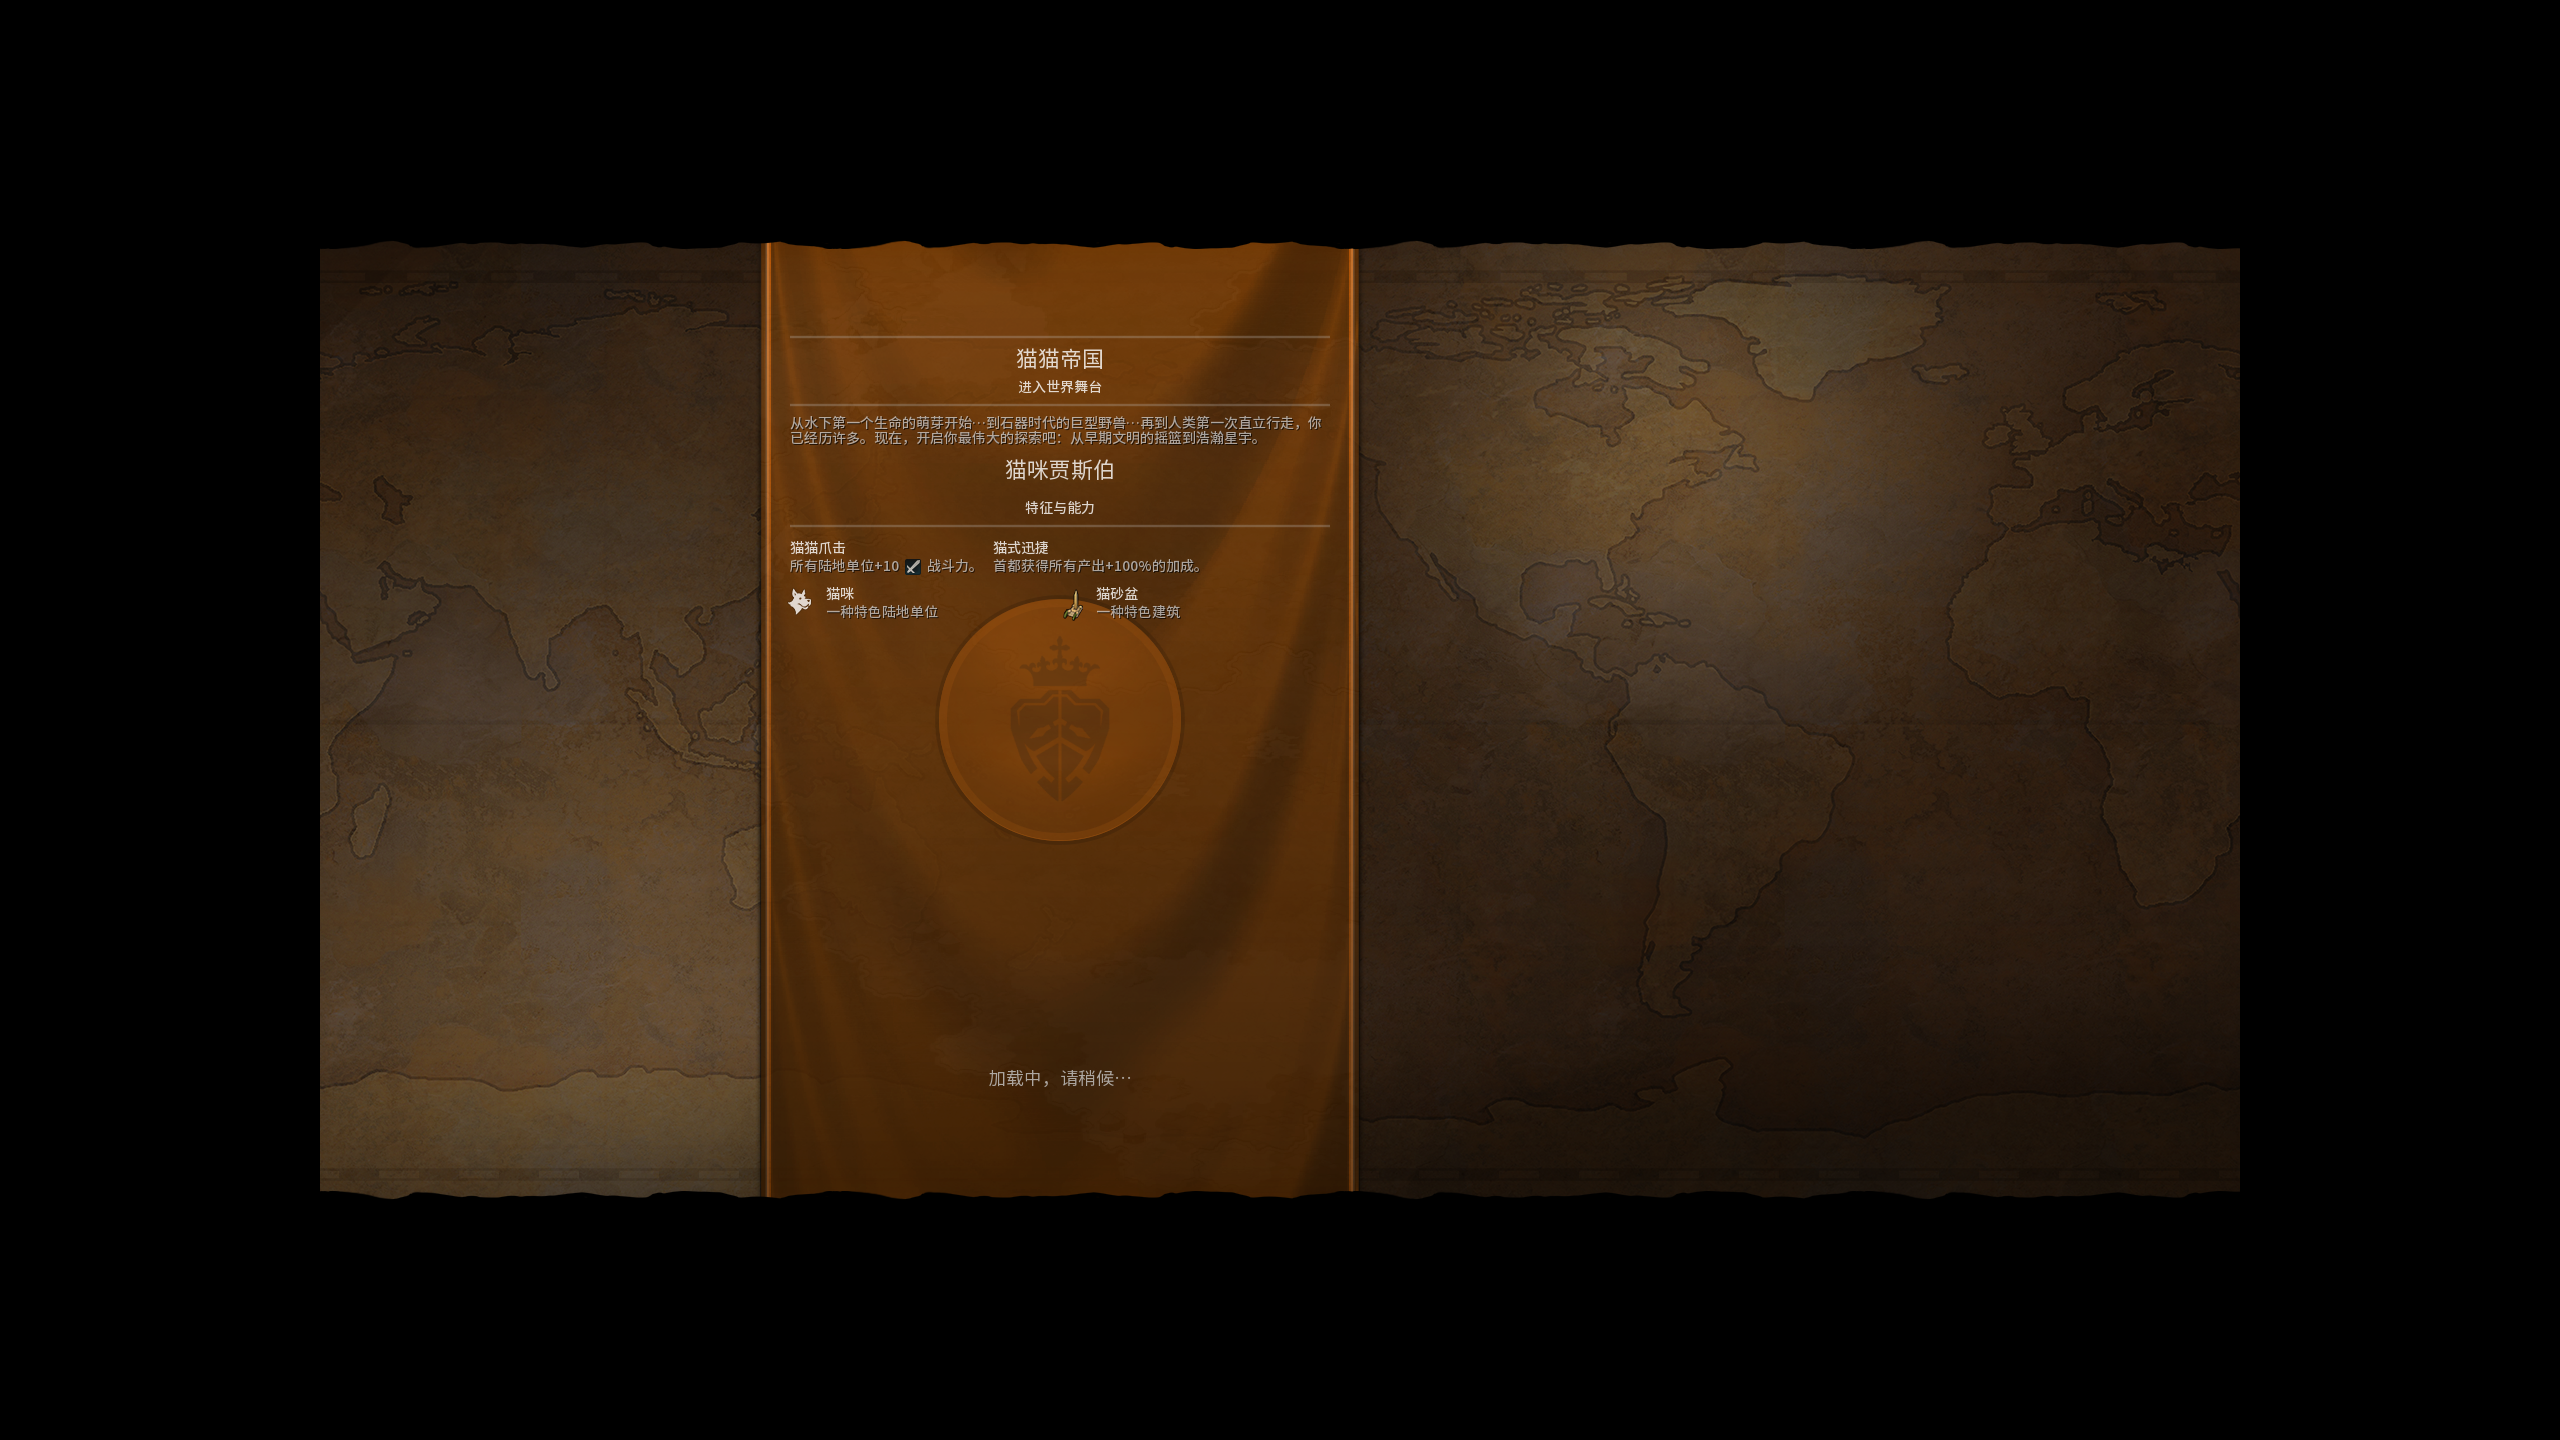 猫猫帝国
进入世界舞台
从水下第一个生命的萌芽开始…到石器时代的巨型野兽…再到人类第一次直立行走，你
已经历许多。现在，开启你最伟大的探索吧：从早期文明的摇篮到浩瀚星宇。
猫咪贾斯伯
特征与能力
猫猫爪击
所有陆地单位+10 战斗力。
猫式迅捷
首都获得所有产出+100%的加成。
猫咪
一种特色陆地单位
猫砂盆
一种特色建筑
加载中，请稍候…